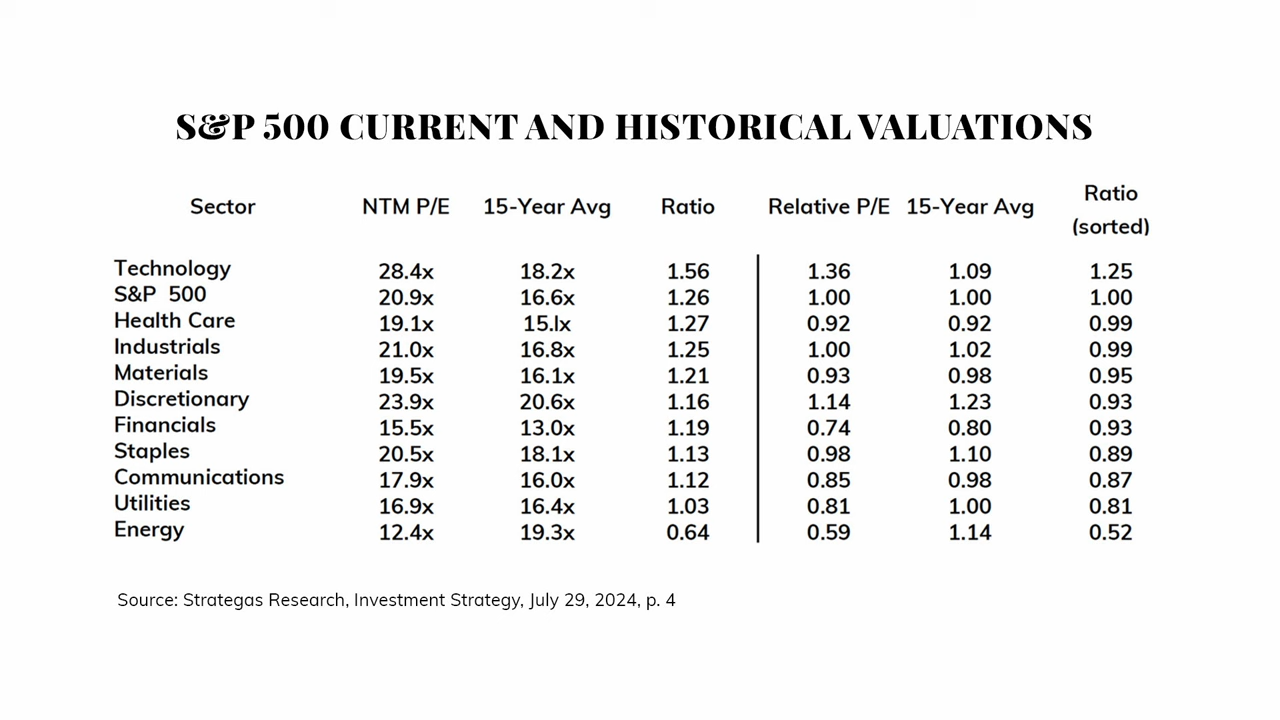 S&P 500 CURRENT AND HISTORICAL VALUATIONS
Sector NTM P/E 15-Year Avg Ratio Relative P/E 15-Year Avg Ratio (sorted)
Technology 28.4x 18.2x 1.56 1.36 1.09 1.25
S&P 500 20.9x 16.6x 1.26 1.00 1.00 1.00
Health Care 19.1x 15.lx 1.27 0.92 0.92 0.99
Industrials 21.0x 16.8x 1.25 1.00 1.02 0.99
Materials 19.5x 16.1x 1.21 0.93 0.98 0.95
Discretionary 23.9x 20.6x 1.16 1.14 1.23 0.93
Financials 15.5x 13.0x 1.19 0.74 0.80 0.93
Staples 20.5x 18.1x 1.13 0.98 1.10 0.89
Communications 17.9x 16.0x 1.12 0.85 0.98 0.87
Utilities 16.9x 16.4x 1.03 0.81 1.00 0.81
Energy 12.4x 19.3x 0.64 0.59 1.14 0.52
Source: Strategas Research, Investment Strategy, July 29, 2024, p. 4